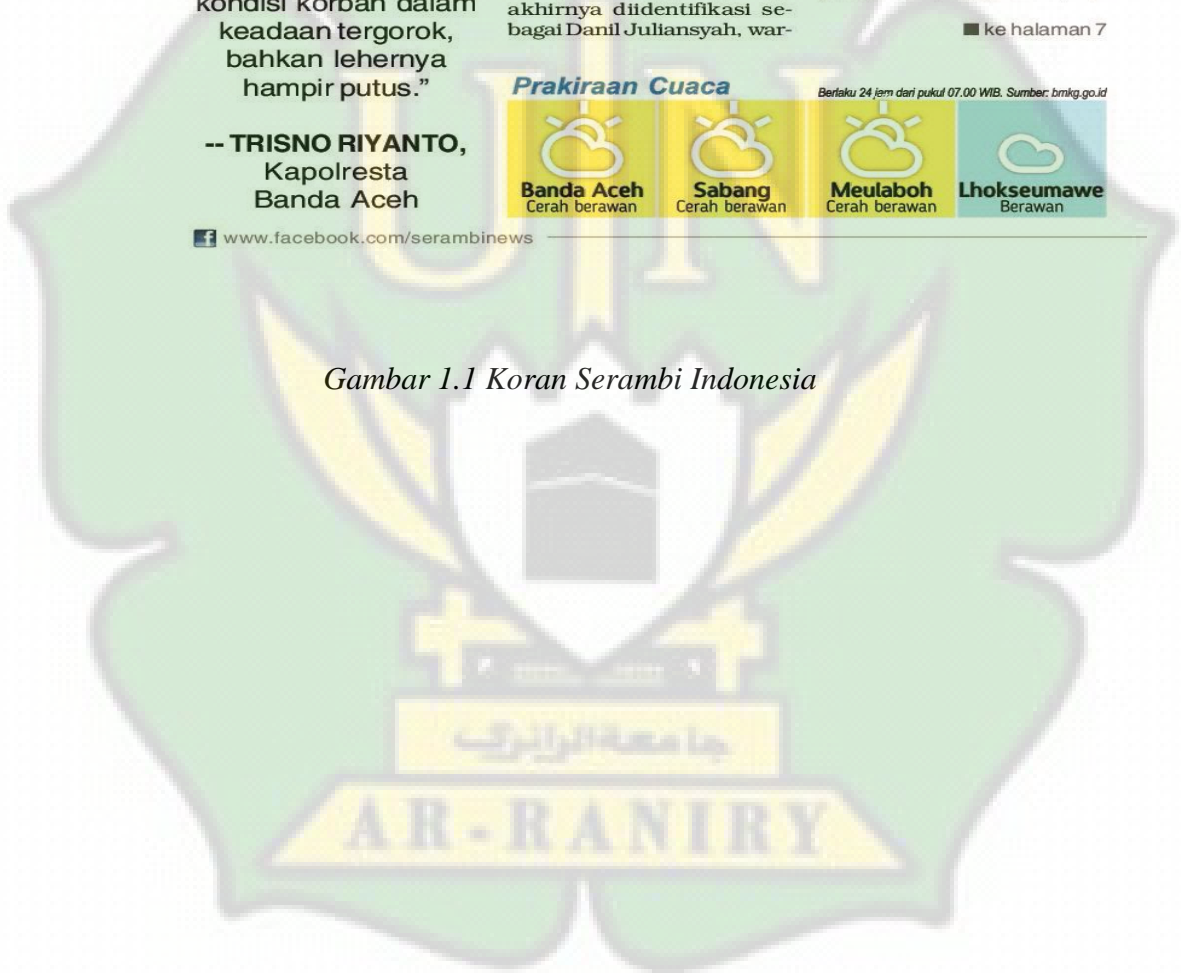 kondisi korban dalam
keadaan tergorok,
bahkan lehernya
hampir putus.”
-- TRISNO RIYANTO,
Kapolresta
Banda Aceh
akhirnya diidentifikasi se-
bagai Danil Juliansyah, war-
■ ke halaman 7
Prakiraan Cuaca
Berlaku 24 jam dari pukul 07.00 WIB. Sumber: bmkg.go.id
Banda Aceh
Cerah berawan
Sabang
Cerah berawan
Meulaboh
Cerah berawan
Lhokseumawe
Berawan
www.facebook.com/serambinews
UIN
Gambar 1.1 Koran Serambi Indonesia
جامعة الرانري
AR-RANIRY